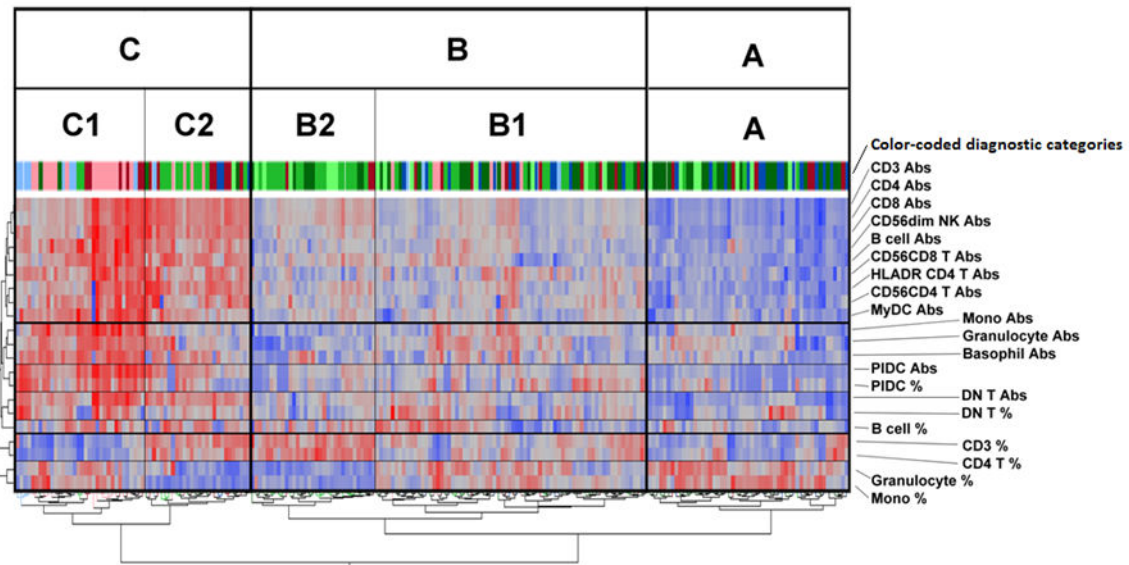 C B A
C1 C2 B2 B1 A
Color-coded diagnostic categories
CD3 Abs
CD4 Abs
CD8 Abs
CD56dim NK Abs
B cell Abs
CD56CD8 T Abs
HLADR CD4 T Abs
CD56CD4 T Abs
MyDC Abs
Mono Abs
Granulocyte Abs
Basophil Abs
PIDC Abs
PIDC %
DN T Abs
DN T %
B cell %
CD3 %
CD4 T %
Granulocyte %
Mono %